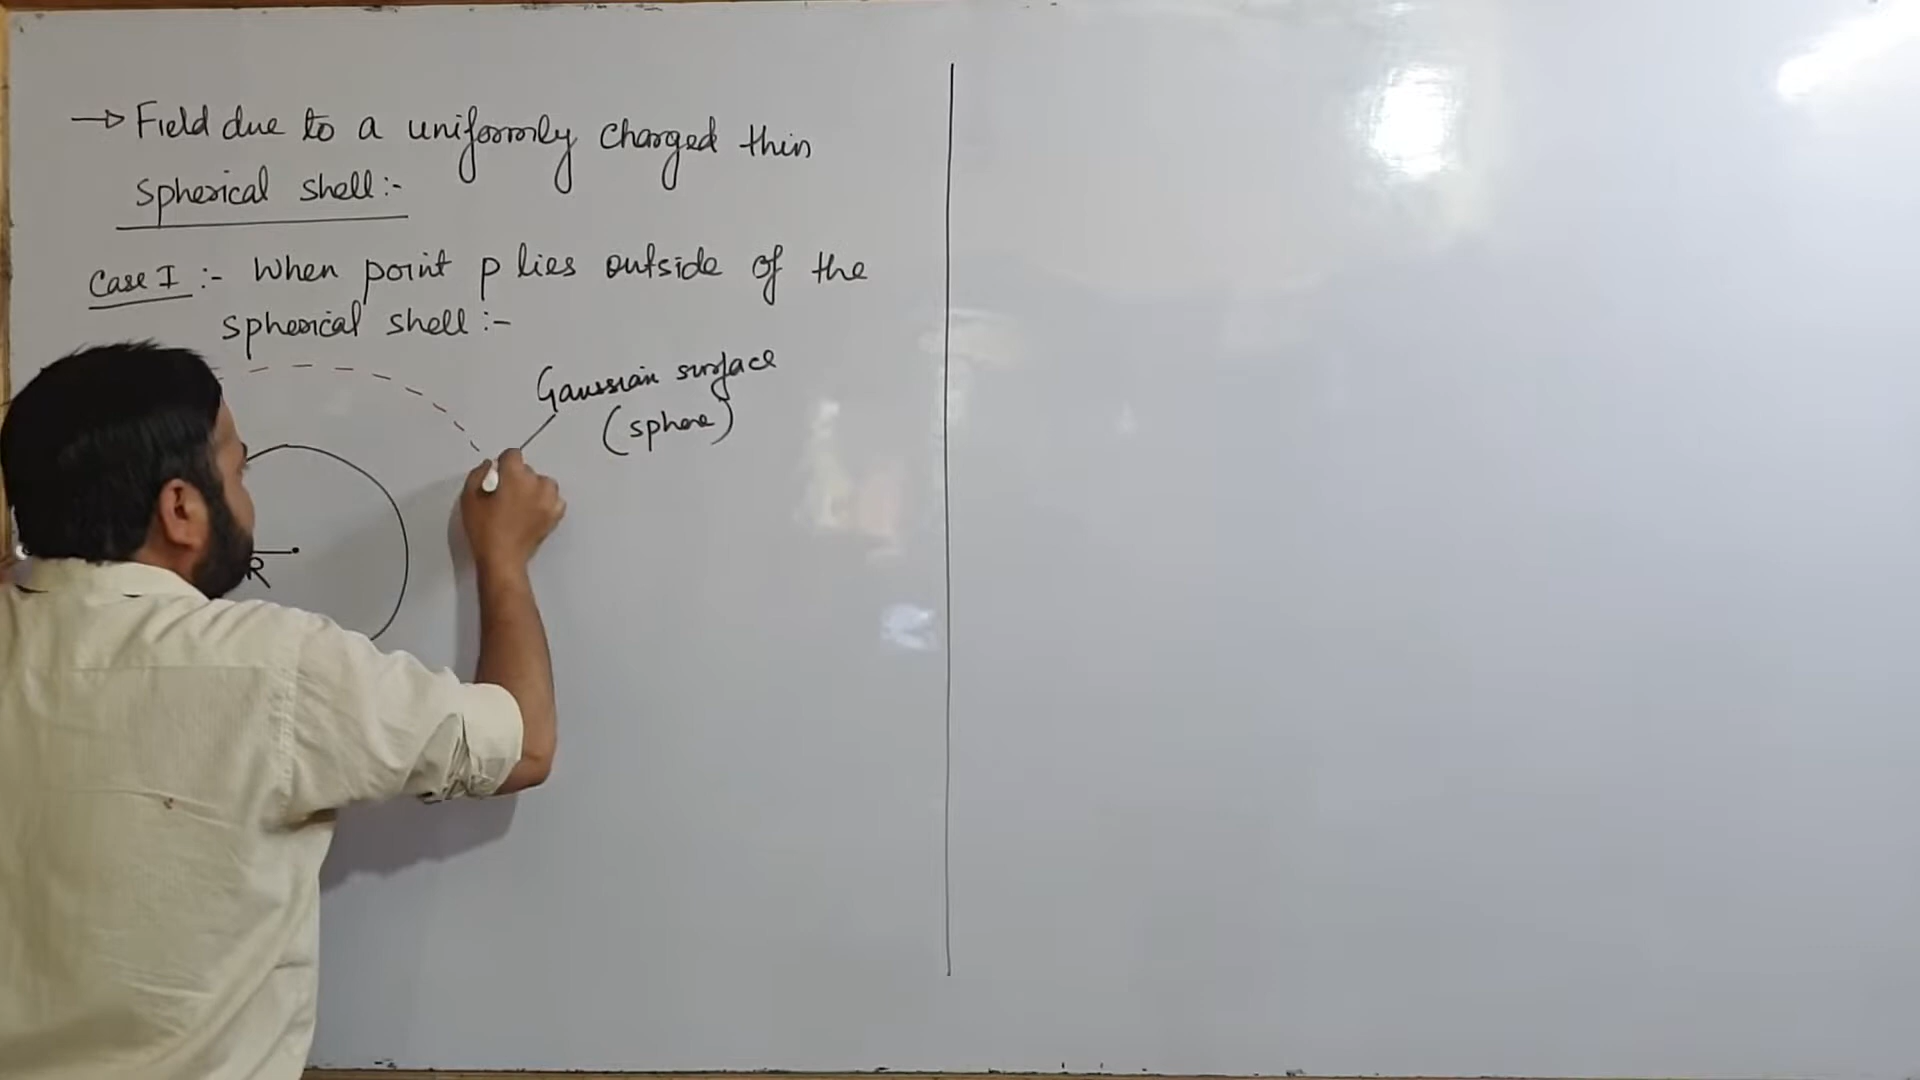 → Field due to a uniformly charged thin
spherical shell:-
Case I :- When point p lies outside of the
spherical shell :-
Gaussian surface
(sphere)
R